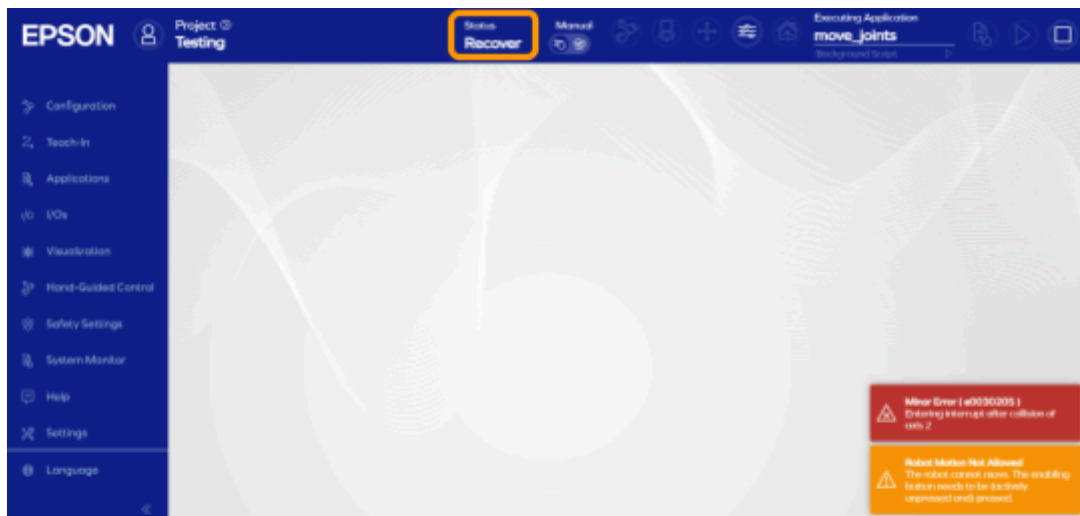 EPSON
Project
Testing
Status
Recover
Manual
Executing Application
move_joints
Background Script
Configuration
Teach-In
Applications
I/O I/Os
Visualization
Hand-Guided Control
Safety Settings
System Monitor
Help
Settings
Language
Minor Error ( e0030205 )
Entering interrupt after collision of
axis 2
Robot Motion Not Allowed
The robot cannot move. The enabling
button needs to be (actively
unpressed and) pressed.